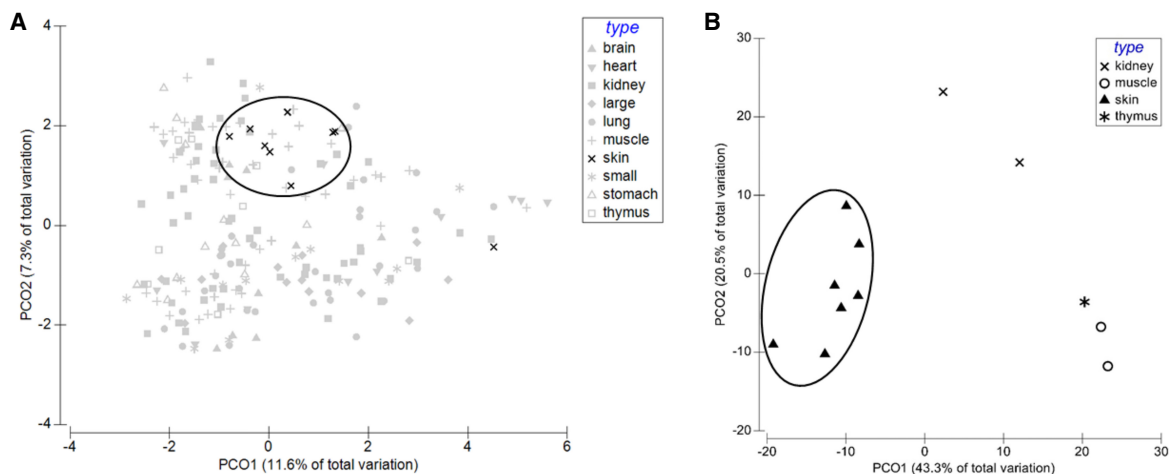 A
4
2
0
-2
-4
PCO2 (7.3% of total variation)
-4
-2
0
2
4
6
PCO1 (11.6% of total variation)
type
brain
heart
kidney
large
lung
muscle
skin
small
stomach
thymus
B
30
20
10
0
-10
-20
PCO2 (20.5% of total variation)
-20
-10
0
10
20
30
PCO1 (43.3% of total variation)
type
kidney
muscle
skin
thymus